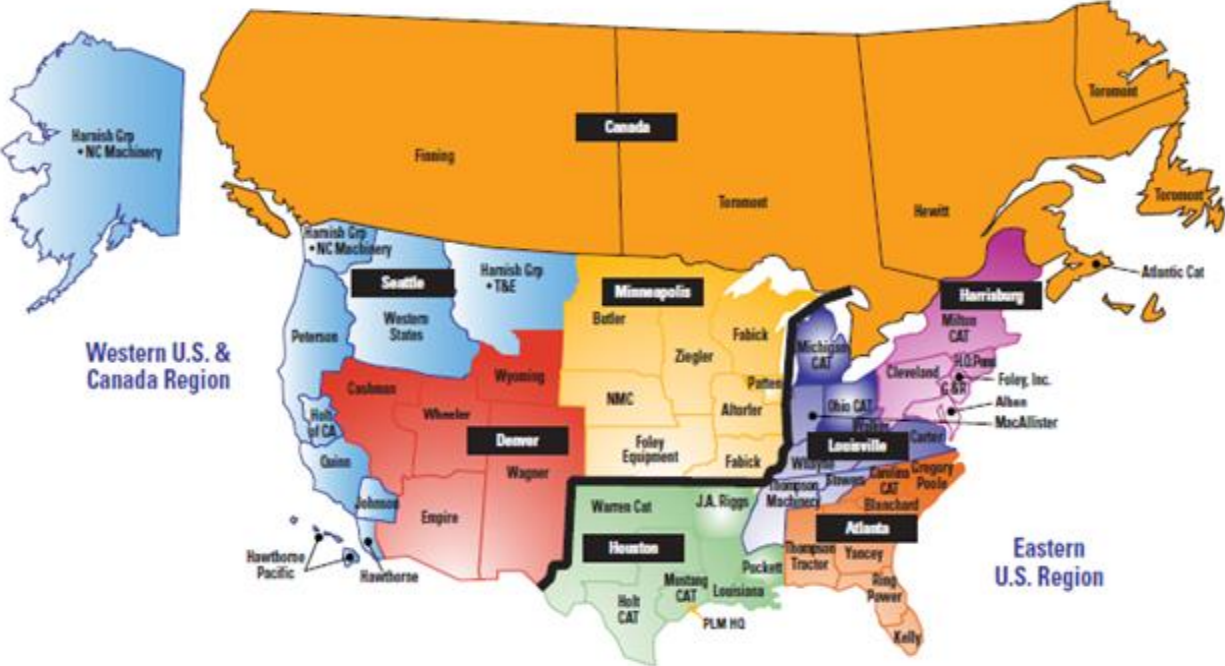 Harnish Grp
• NC Machinery
Finning
Canada
Toromont
Toromont
Hewitt
Toromont
Atlantic Cat
Harnish Grp
• NC Machinery
Seattle
Harnish Grp
• T&E
Peterson
Western
States
Western U.S. &
Canada Region
Holt
of CA
Quinn
Johnson
Hawthorne
Pacific
Hawthorne
Cashman
Wyoming
Wheeler
Denver
Wagner
Empire
Minneapolis
Butler
Ziegler
Fabick
Patten
NMC
Altorfer
Foley
Equipment
Fabick
Michigan
CAT
Ohio CAT
Louisville
Carter
Whayne
Thompson
Machinery
Harrisburg
Milton
CAT
Cleveland
H.O. Penn
Foley, Inc.
Alban
MacAllister
Carolina
CAT
Gregory
Poole
Blanchard
Atlanta
Thompson
Tractor
Yancey
Ring
Power
Kelly
Eastern
U.S. Region
Warren Cat
J.A. Riggs
Houston
Puckett
Mustang
CAT
Louisiana
Holt
CAT
PLM HQ